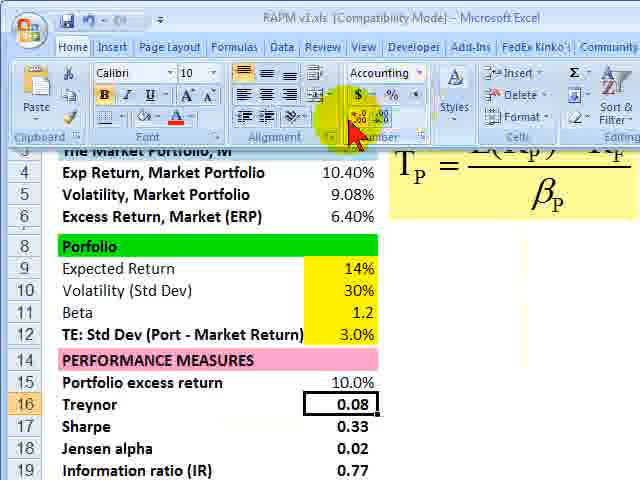 RAPM v1.xls [Compatibility Mode] - Microsoft Excel
Home Insert Page Layout Formulas Data Review View Developer Add-Ins FedEx Kinko's Community
Calibri 10 Accounting Insert
Paste B I U A A $ % Styles Delete Sort & Filter
Format
Clipboard Font Alignment Number Cells
3 The Market Portfolio, M
4 Exp Return, Market Portfolio 10.40%
5 Volatility, Market Portfolio 9.08%
6 Excess Return, Market (ERP) 6.40%
7
8 Porfolio
9 Expected Return 14%
10 Volatility (Std Dev) 30%
11 Beta 1.2
12 TE: Std Dev (Port - Market Return) 3.0%
14 PERFORMANCE MEASURES
15 Portfolio excess return 10.0%
16 Treynor 0.08
17 Sharpe 0.33
18 Jensen alpha 0.02
19 Information ratio (IR) 0.77
T_P = E(R_P) - R_F
β_P